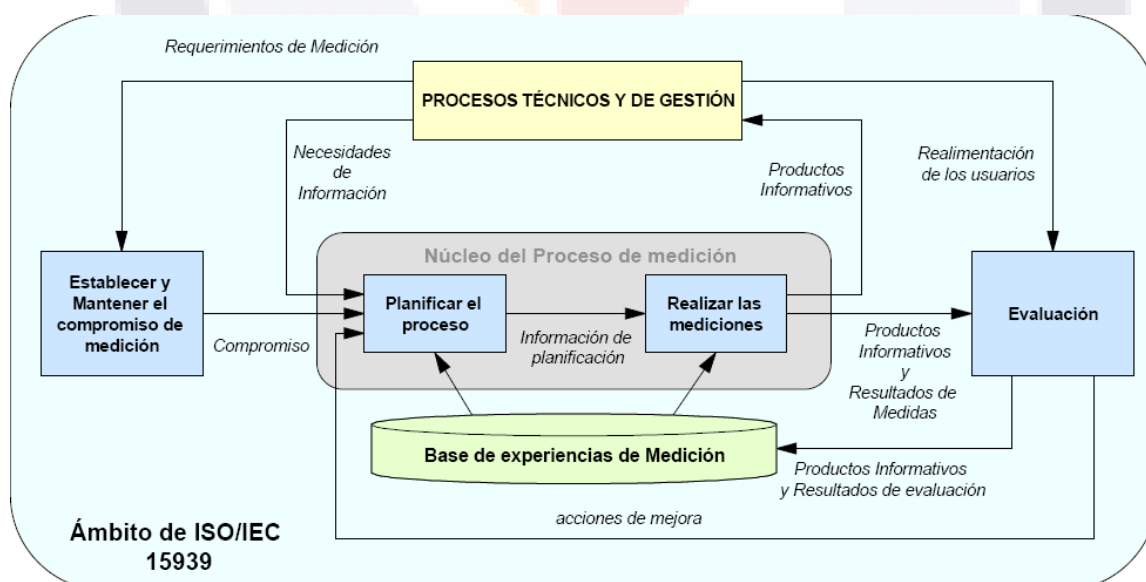 Requerimientos de Medición
PROCESOS TÉCNICOS Y DE GESTIÓN
Necesidades
de
Información
Productos
Informativos
Realimentación
de los usuarios
Núcleo del Proceso de medición
Establecer y
Mantener el
compromiso de
medición
Compromiso
Planificar el
proceso
Información de
planificación
Realizar las
mediciones
Productos
Informativos
y
Resultados de
Medidas
Evaluación
Base de experiencias de Medición
Productos Informativos
y Resultados de evaluación
acciones de mejora
Ámbito de ISO/IEC
15939